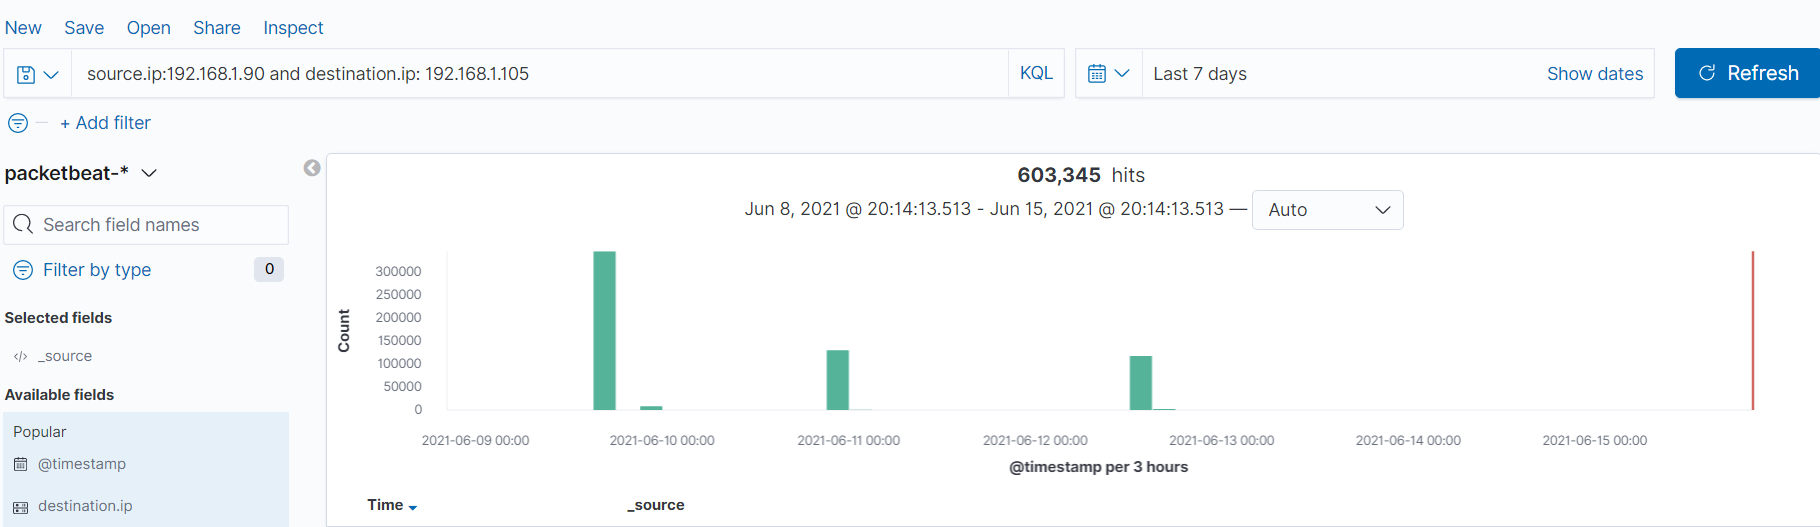 New Save Open Share Inspect
source.ip:192.168.1.90 and destination.ip: 192.168.1.105 KQL Last 7 days Show dates Refresh
+ Add filter
packetbeat-*
Search field names
Filter by type 0
Selected fields
</> _source
Available fields
Popular
@timestamp
destination.ip
603,345 hits
Jun 8, 2021 @ 20:14:13.513 - Jun 15, 2021 @ 20:14:13.513 — Auto
Count
300000
250000
200000
150000
100000
50000
0
2021-06-09 00:00 2021-06-10 00:00 2021-06-11 00:00 2021-06-12 00:00 2021-06-13 00:00 2021-06-14 00:00 2021-06-15 00:00
@timestamp per 3 hours
Time _source